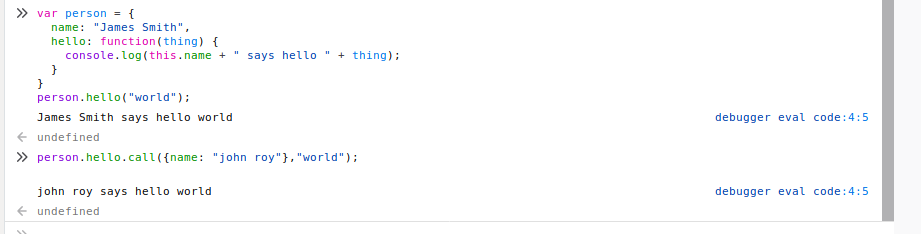 var person = {
  name: "James Smith",
  hello: function(thing) {
    console.log(this.name + " says hello " + thing);
  }
}
person.hello("world");
James Smith says hello world debugger eval code:4:5
undefined
person.hello.call({name: "john roy"},"world");
john roy says hello world debugger eval code:4:5
undefined